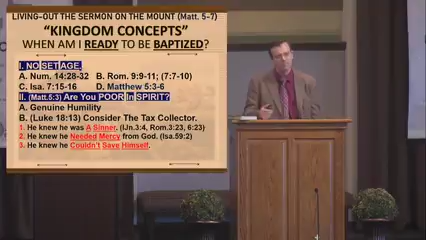 LIVING-OUT THE SERMON ON THE MOUNT (Matt. 5-7)
"KINGDOM CONCEPTS"
WHEN AM I READY TO BE BAPTIZED?
I. NO SET AGE.
A. Num. 14:28-32 B. Rom. 9:9-11; (7:7-10)
C. Isa. 7:15-16 D. Matthew 5:3-6
II. (Matt.5:3) Are You POOR In SPIRIT?
A. Genuine Humility
B. (Luke 18:13) Consider The Tax Collector.
1. He knew he was A Sinner. (IJn.3:4, Rom.3:23, 6:23)
2. He knew he Needed Mercy from God. (Isa.59:2)
3. He knew he Couldn't Save Himself.